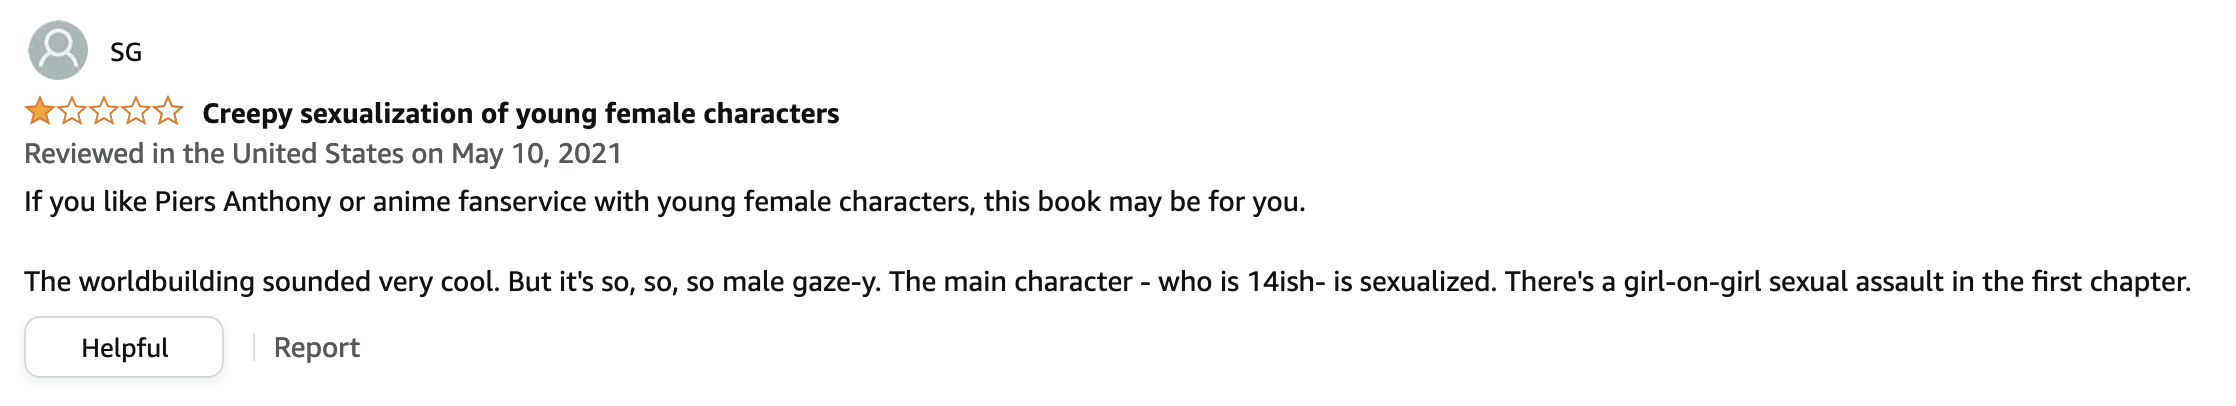 SG
Creepy sexualization of young female characters
Reviewed in the United States on May 10, 2021
If you like Piers Anthony or anime fanservice with young female characters, this book may be for you.
The worldbuilding sounded very cool. But it's so, so, so male gaze-y. The main character - who is 14ish- is sexualized. There's a girl-on-girl sexual assault in the first chapter.
Helpful
Report